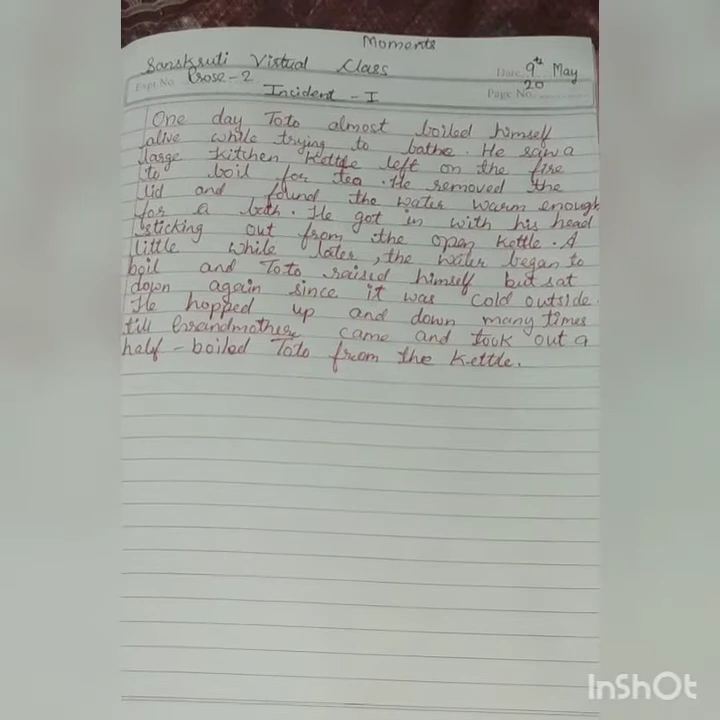 Moments
Sanskruti Virtual Class
Date. 9th May
Expt. No. Prose-2
20
Incident - I
Page No.
One day Toto almost boiled himself
alive while trying to bathe. He saw a
large kitchen kettle left on the fire
to boil for tea. He removed the
lid and found the water warm enough
for a bath. He got in with his head
sticking out from the open kettle. A
little while later, the water began to
boil and Toto raised himself but sat
down again since it was cold outside.
He hopped up and down many times
till Grandmother came and took out a
half-boiled Toto from the kettle.
InShOt